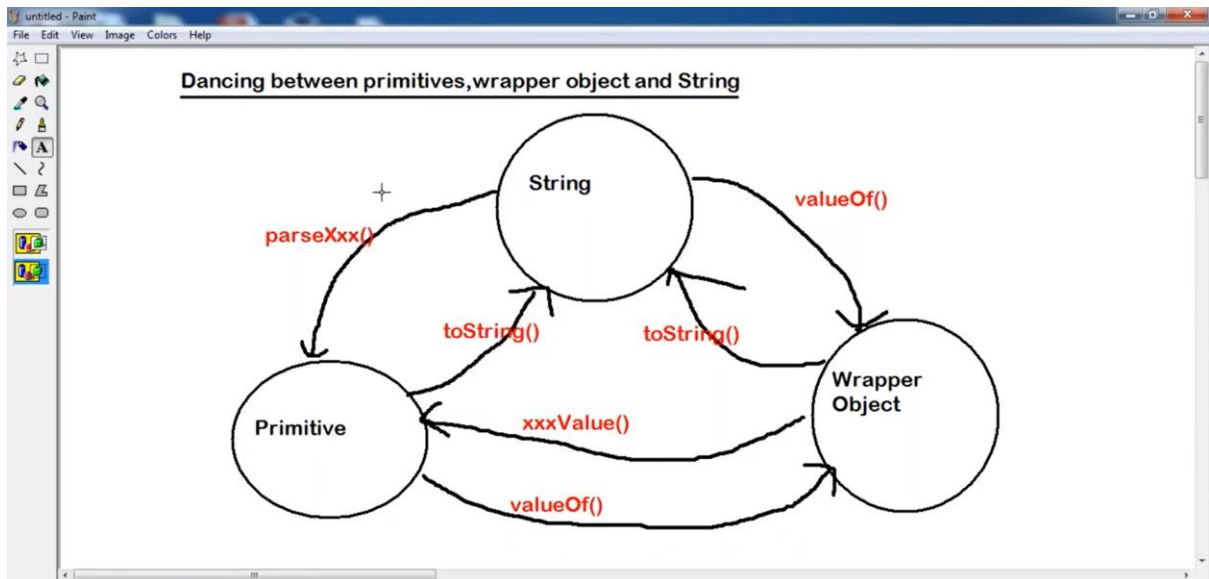 untitled - Paint
File Edit View Image Colors Help
A
Dancing between primitives,wrapper object and String
String
valueOf()
parseXxx()
toString()
toString()
Wrapper
Object
Primitive
xxxValue()
valueOf()